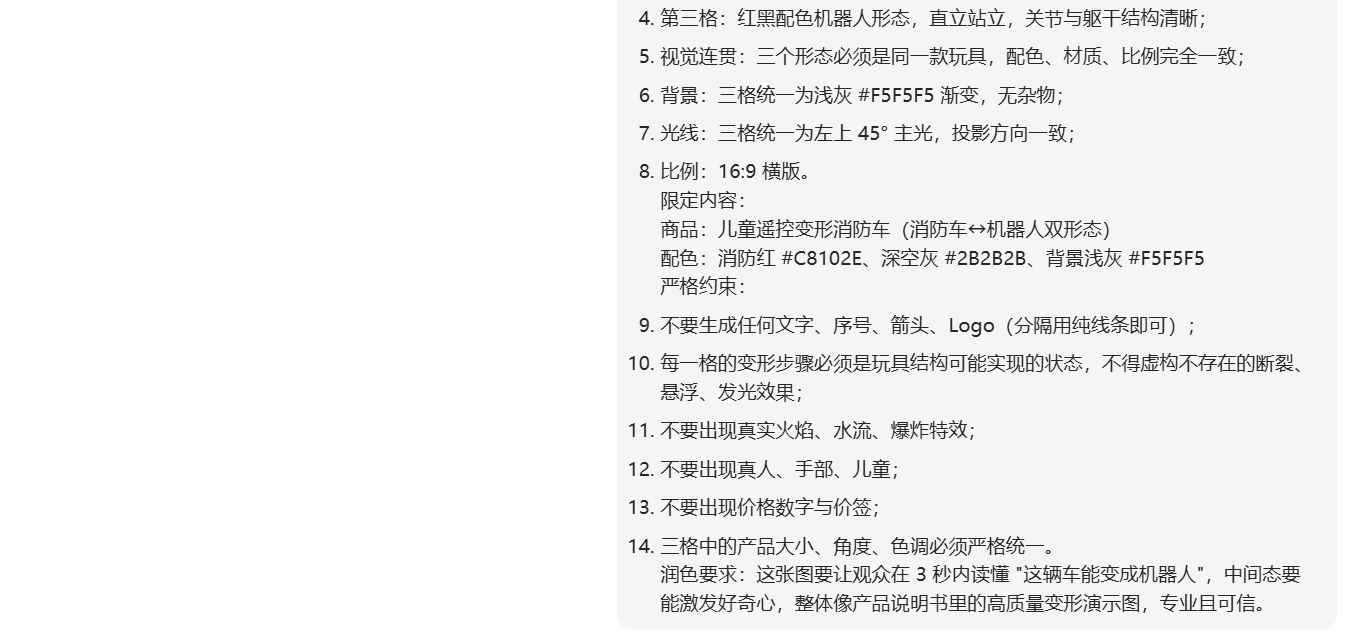 4. 第三格：红黑配色机器人形态，直立站立，关节与躯干结构清晰；
5. 视觉连贯：三个形态必须是同一款玩具，配色、材质、比例完全一致；
6. 背景：三格统一为浅灰 #F5F5F5 渐变，无杂物；
7. 光线：三格统一为左上 45° 主光，投影方向一致；
8. 比例：16:9 横版。
限定内容：
商品：儿童遥控变形消防车（消防车↔机器人双形态）
配色：消防红 #C8102E、深空灰 #2B2B2B、背景浅灰 #F5F5F5
严格约束：
9. 不要生成任何文字、序号、箭头、Logo（分隔用纯线条即可）；
10. 每一格的变形步骤必须是玩具结构可能实现的状态，不得虚构不存在的断裂、
悬浮、发光效果；
11. 不要出现真实火焰、水流、爆炸特效；
12. 不要出现真人、手部、儿童；
13. 不要出现价格数字与价签；
14. 三格中的产品大小、角度、色调必须严格统一。
润色要求：这张图要让观众在 3 秒内读懂 "这辆车能变成机器人"，中间态要
能激发好奇心，整体像产品说明书里的高质量变形演示图，专业且可信。